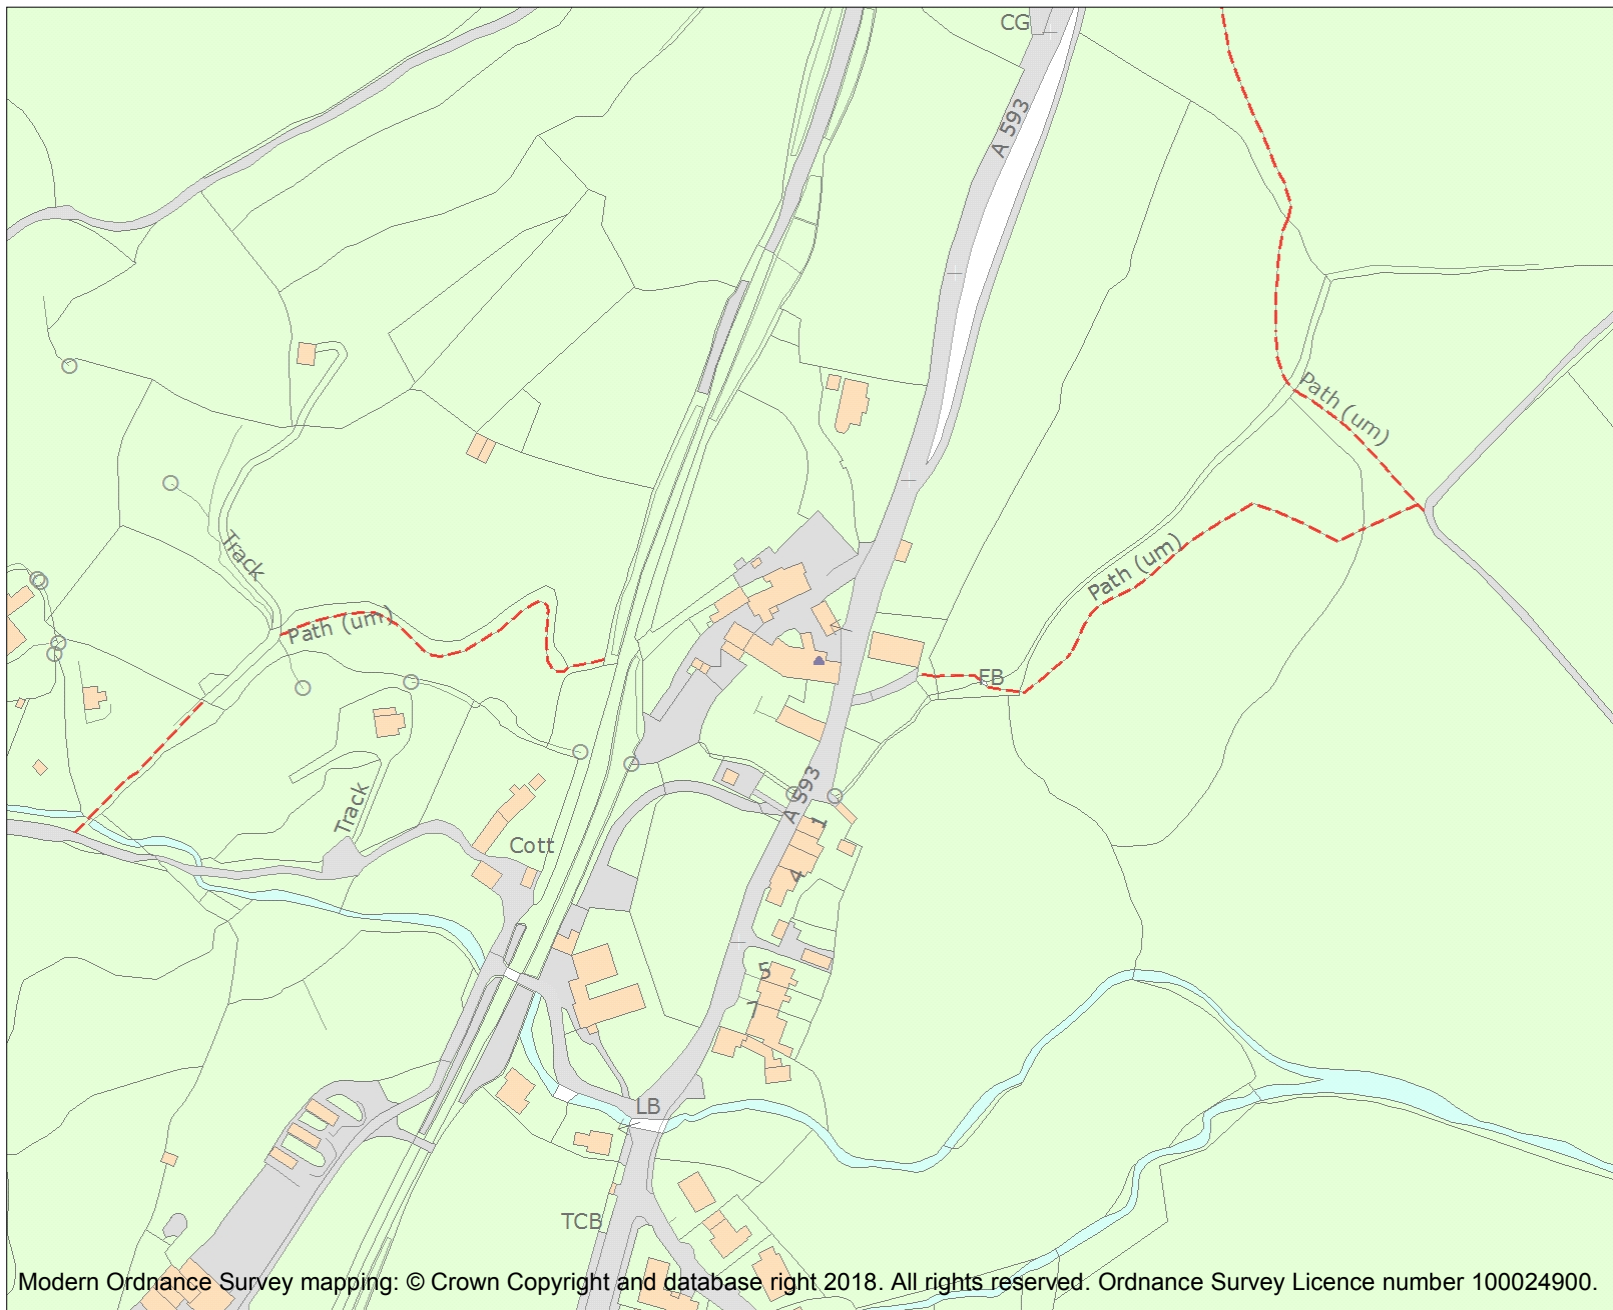 CG
A 593
Path (um)
Track
Path (um)
Path (um)
FB
A 593
1
Track
Cott
4
5
7
LB
TCB
Modern Ordnance Survey mapping: © Crown Copyright and database right 2018. All rights reserved. Ordnance Survey Licence number 100024900.